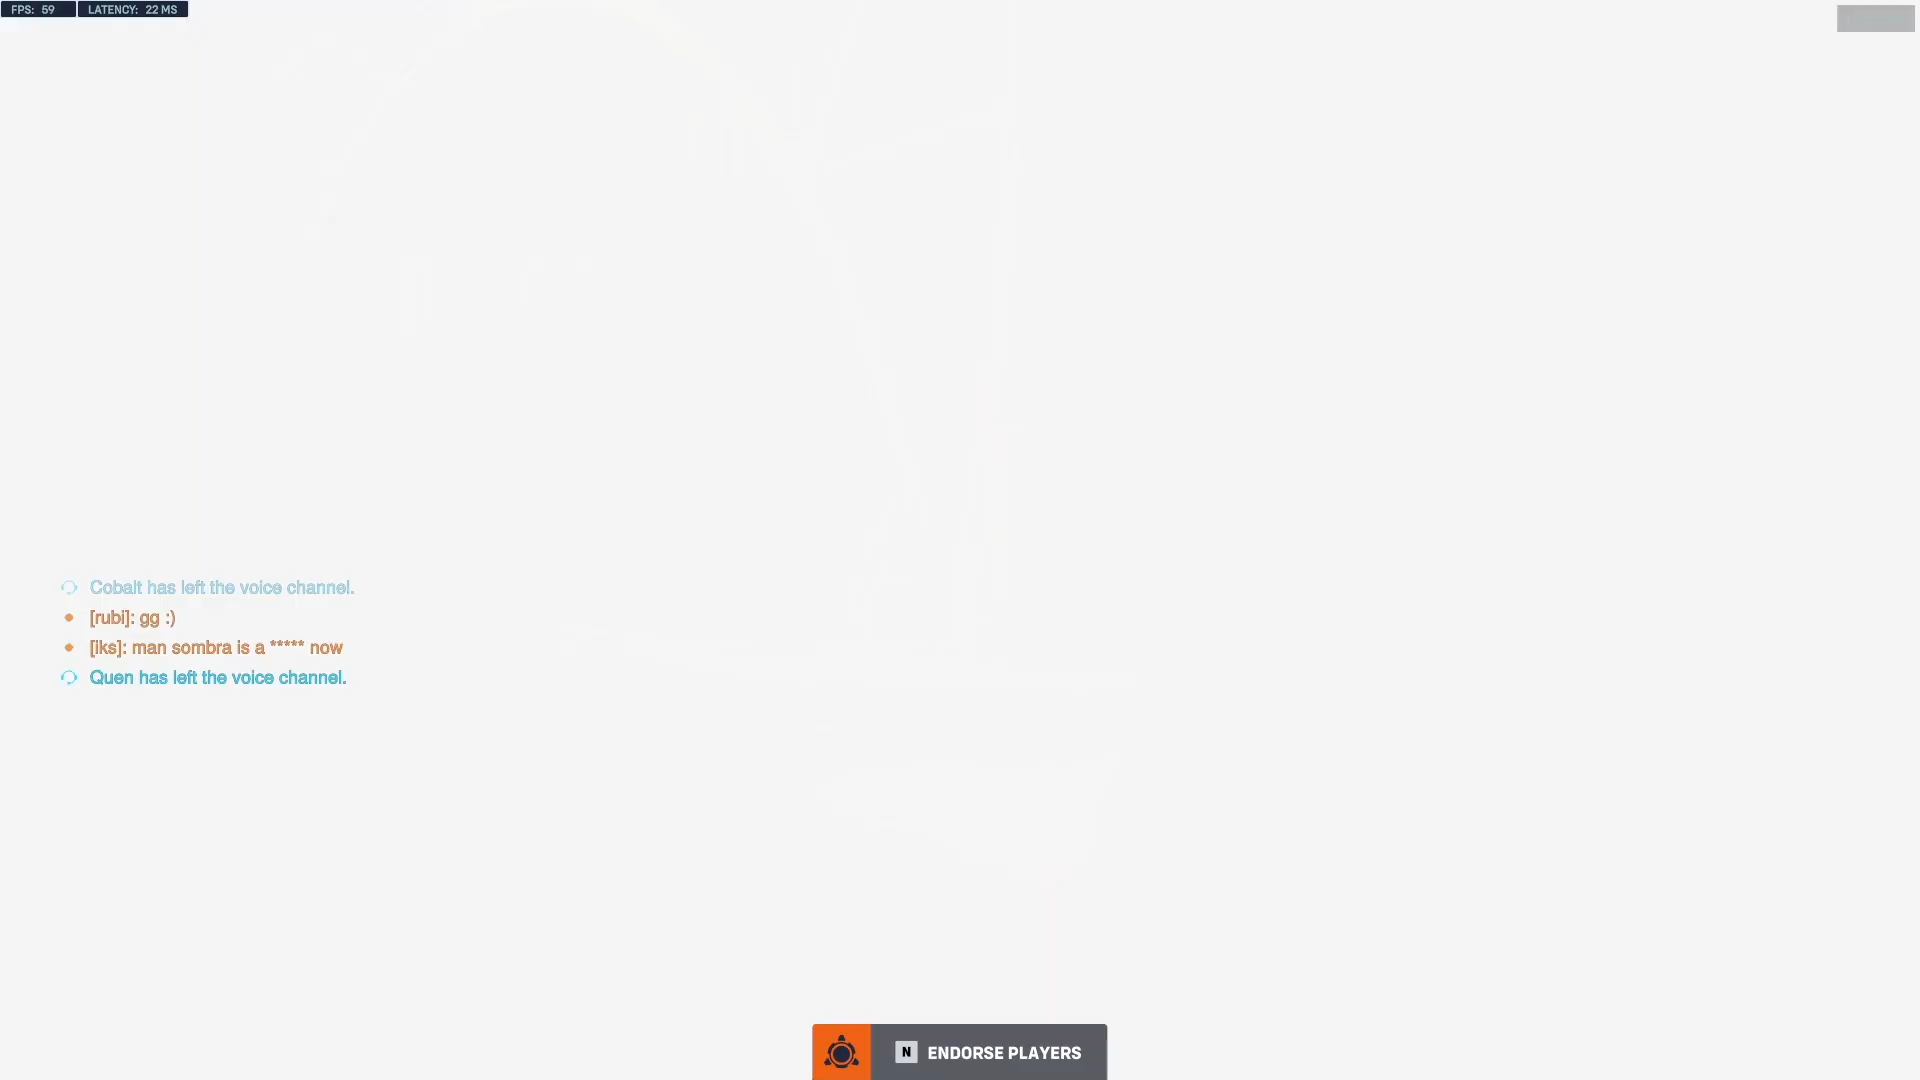 FPS: 59 LATENCY: 22 MS
Cobalt has left the voice channel.
[rubi]: gg :)
[iks]: man sombra is a ***** now
Quen has left the voice channel.
N ENDORSE PLAYERS